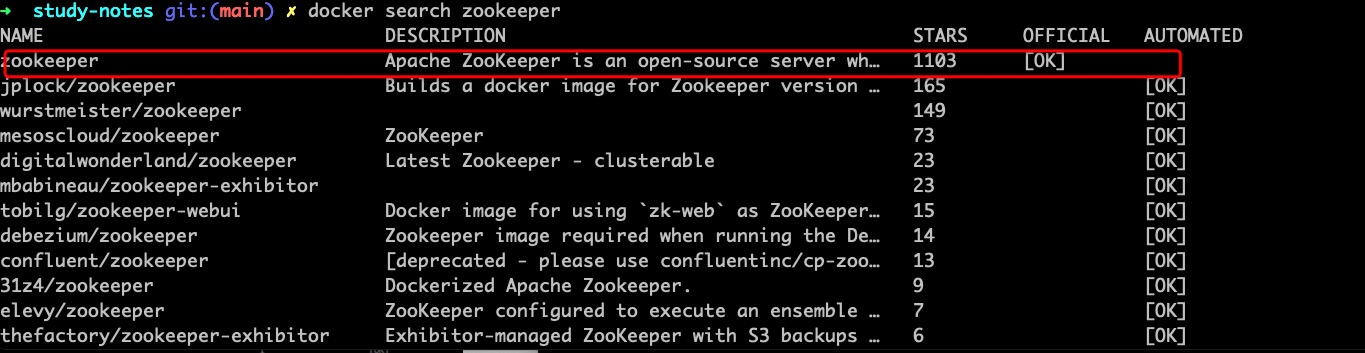 ➜ study-notes git:(main) ✗ docker search zookeeper
NAME DESCRIPTION STARS OFFICIAL AUTOMATED
zookeeper Apache ZooKeeper is an open-source server wh… 1103 [OK]
jplock/zookeeper Builds a docker image for Zookeeper version … 165 [OK]
wurstmeister/zookeeper 149 [OK]
mesoscloud/zookeeper ZooKeeper 73 [OK]
digitalwonderland/zookeeper Latest Zookeeper - clusterable 23 [OK]
mbabineau/zookeeper-exhibitor 23 [OK]
tobilg/zookeeper-webui Docker image for using `zk-web` as ZooKeeper… 15 [OK]
debezium/zookeeper Zookeeper image required when running the De… 14 [OK]
confluent/zookeeper [deprecated - please use confluentinc/cp-zoo… 13 [OK]
31z4/zookeeper Dockerized Apache Zookeeper. 9 [OK]
elevy/zookeeper ZooKeeper configured to execute an ensemble … 7 [OK]
thefactory/zookeeper-exhibitor Exhibitor-managed ZooKeeper with S3 backups … 6 [OK]